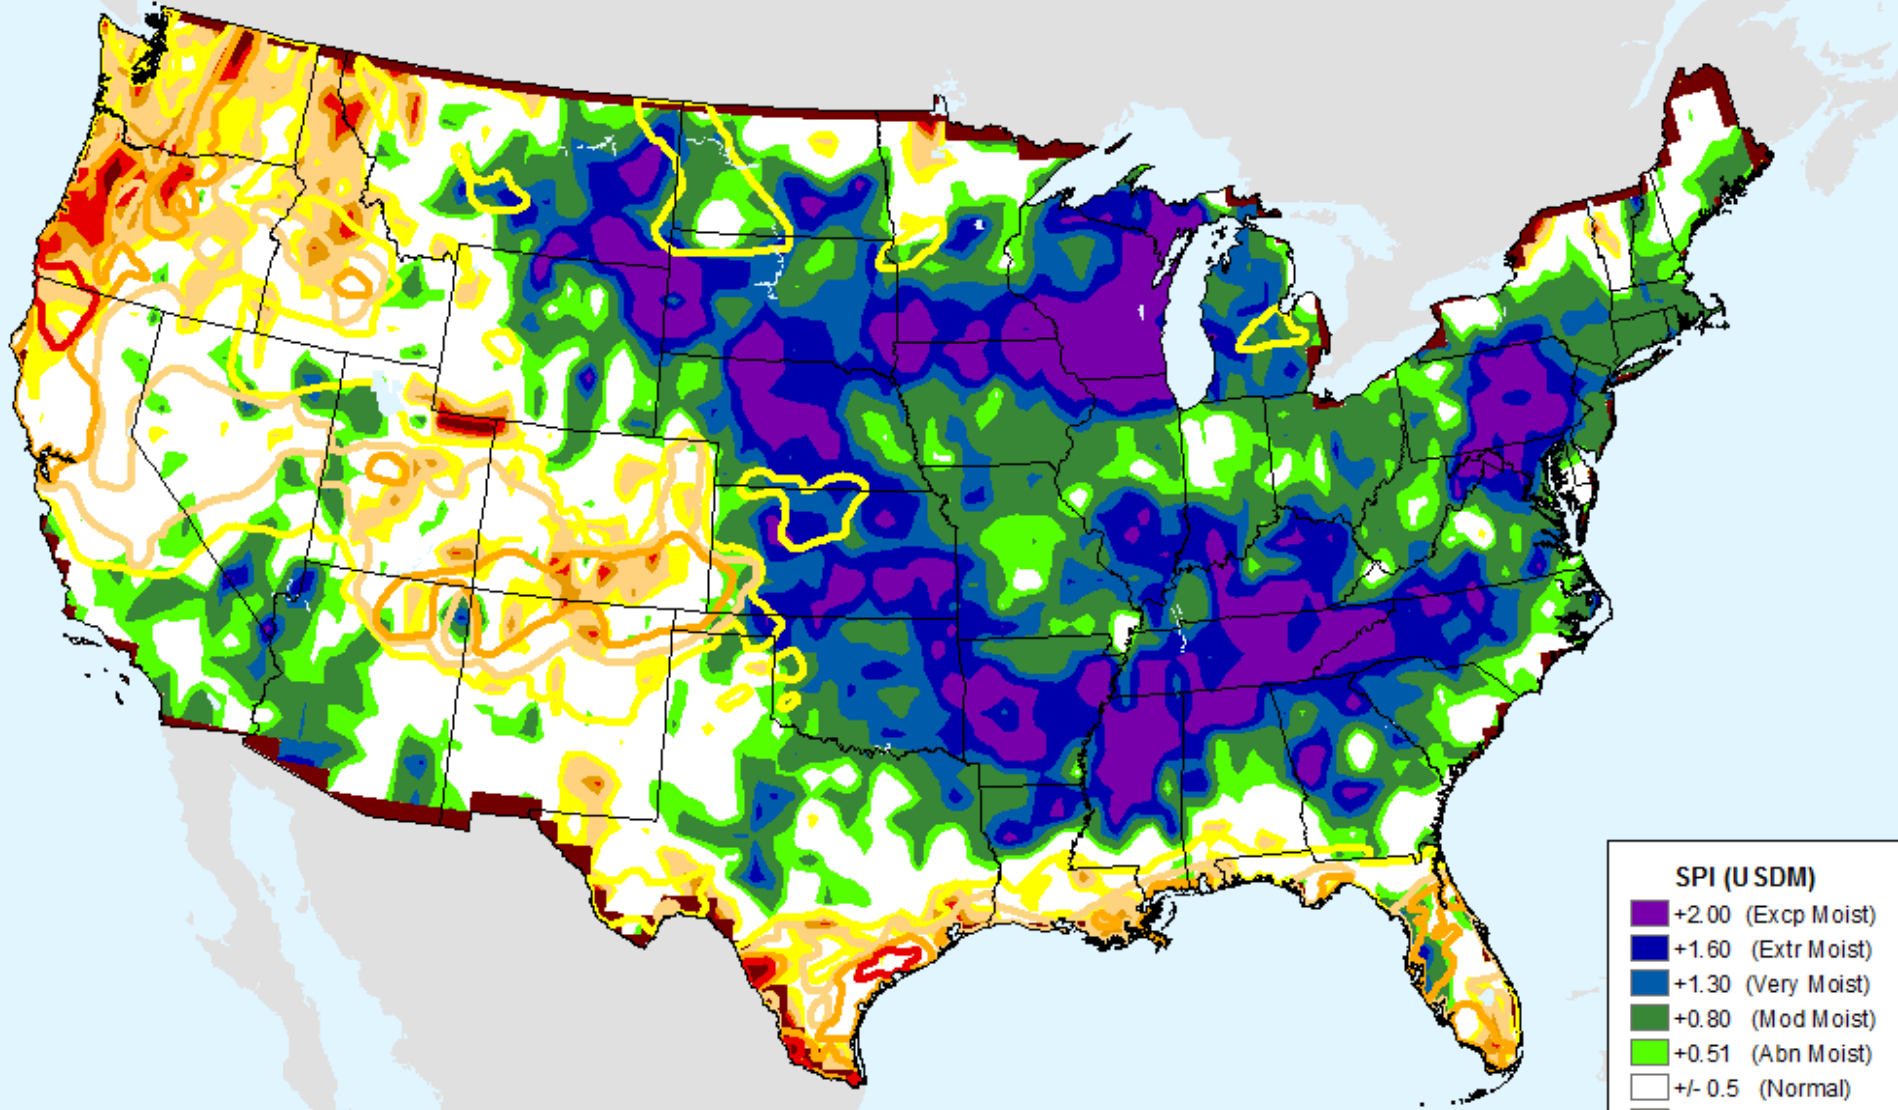 SPI (USDM)
+2.00 (Excp Moist)
+1.60 (Extr Moist)
+1.30 (Very Moist)
+0.80 (Mod Moist)
+0.51 (Abn Moist)
+/- 0.5 (Normal)